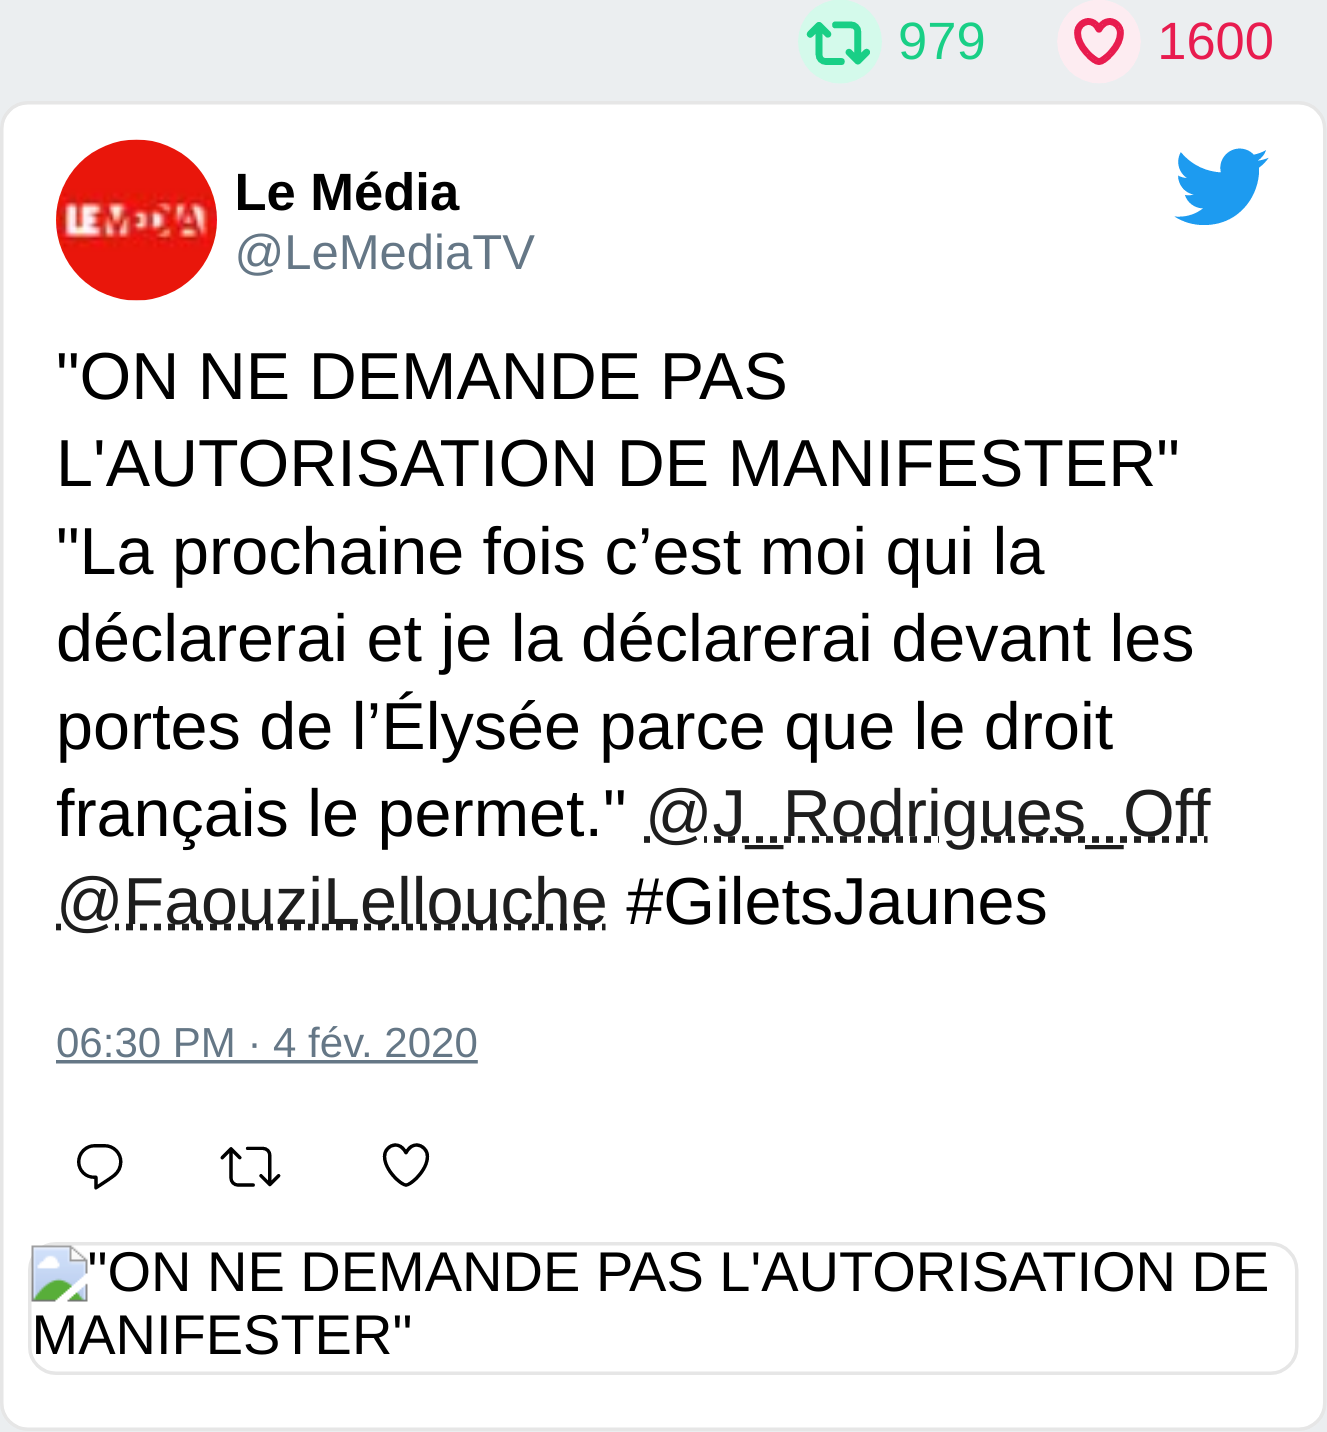 979 1600
LE MEDIA
Le Média
@LeMediaTV
"ON NE DEMANDE PAS
L'AUTORISATION DE MANIFESTER"
"La prochaine fois c’est moi qui la
déclarerai et je la déclarerai devant les
portes de l’Élysée parce que le droit
français le permet." @J_Rodrigues_Off
@FaouziLellouche #GiletsJaunes
06:30 PM · 4 fév. 2020
"ON NE DEMANDE PAS L'AUTORISATION DE
MANIFESTER"